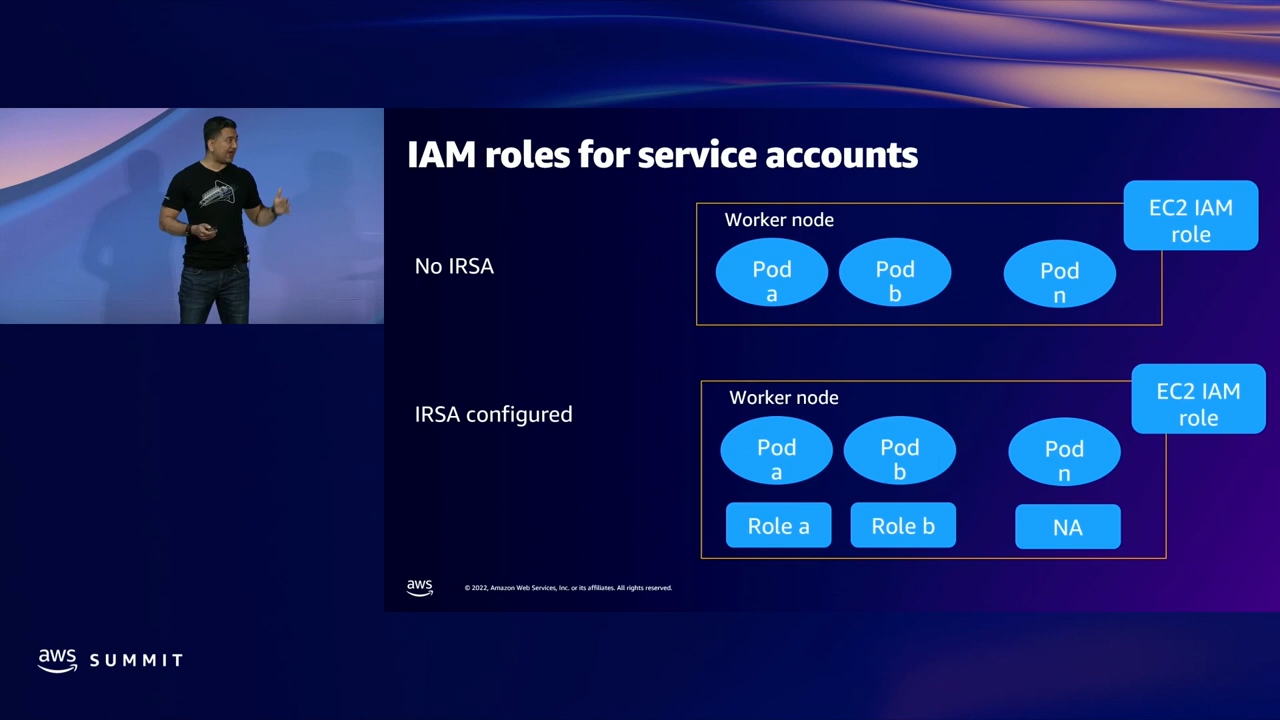 IAM roles for service accounts
EC2 IAM
role
Worker node
No IRSA
Pod
a
Pod
b
Pod
n
EC2 IAM
role
Worker node
IRSA configured
Pod
a
Pod
b
Pod
n
Role a
Role b
NA
aws
© 2022, Amazon Web Services, Inc. or its affiliates. All rights reserved.
aws SUMMIT